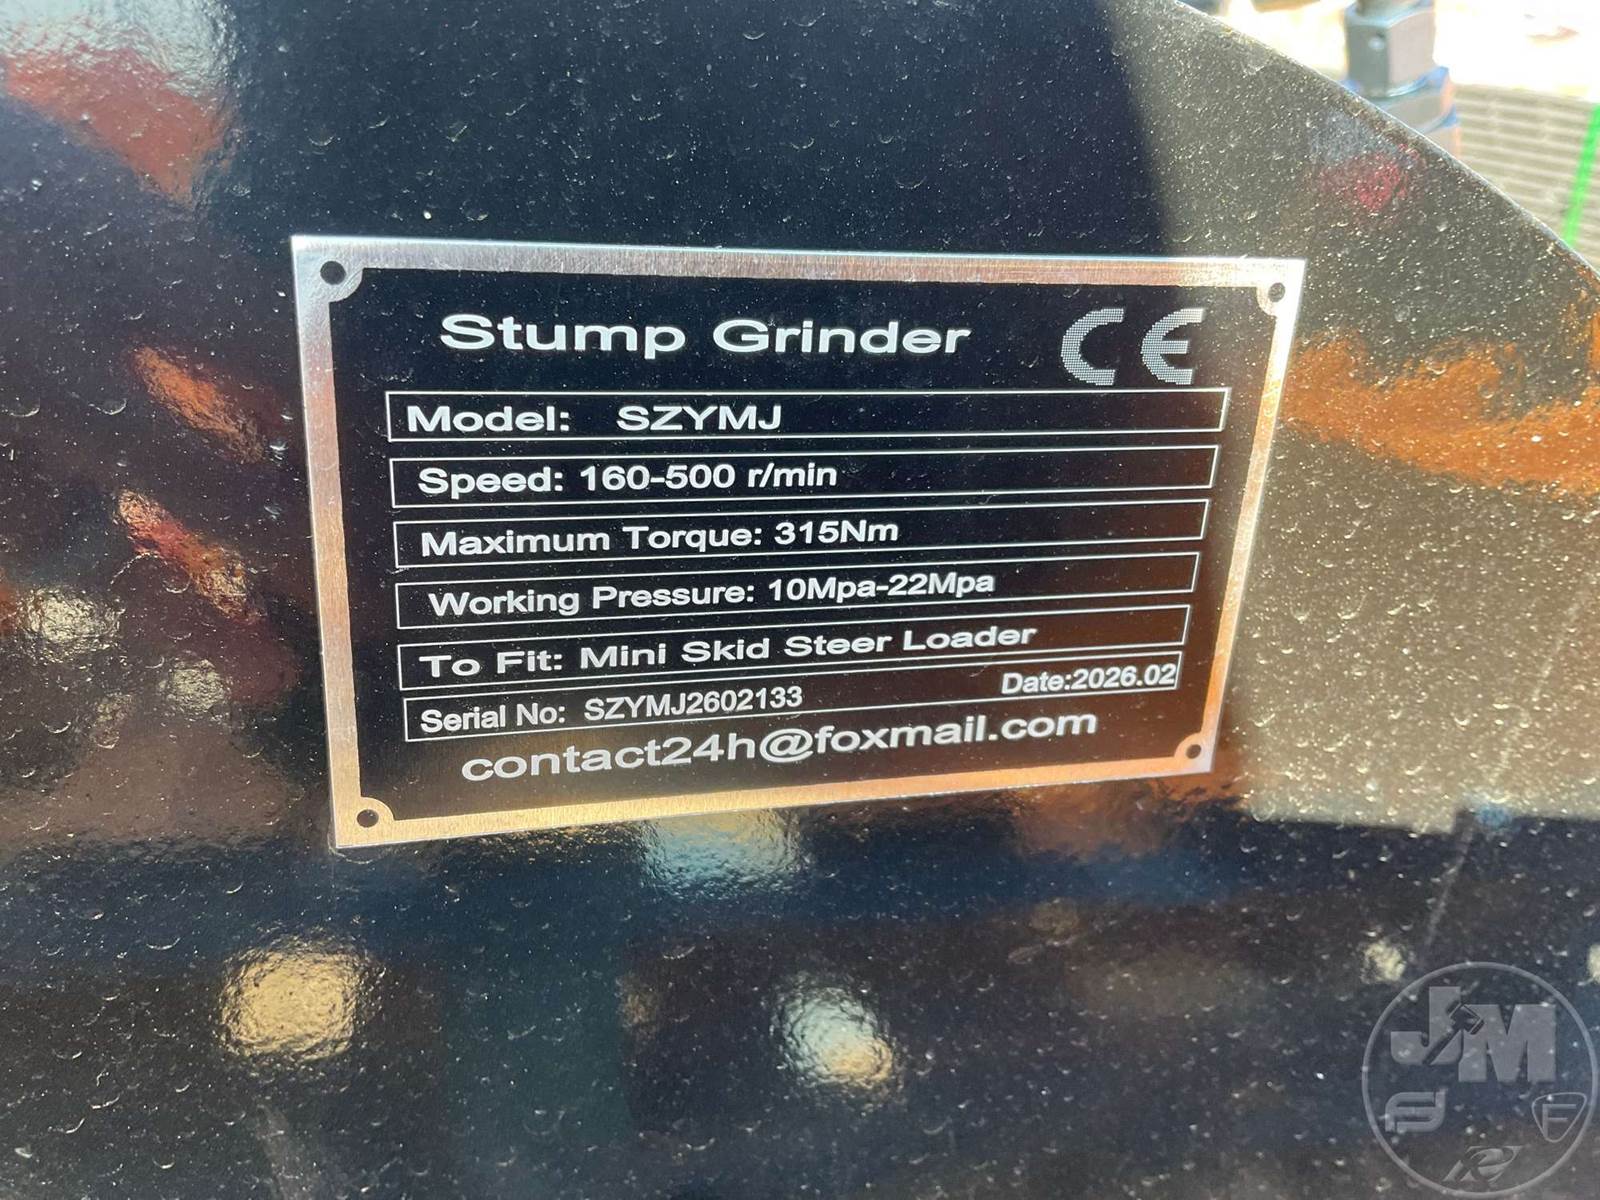 Stump Grinder CE
Model: SZYMJ
Speed: 160-500 r/min
Maximum Torque: 315Nm
Working Pressure: 10Mpa-22Mpa
To Fit: Mini Skid Steer Loader
Serial No: SZYMJ2602133 Date:2026.02
contact24h@foxmail.com
JM